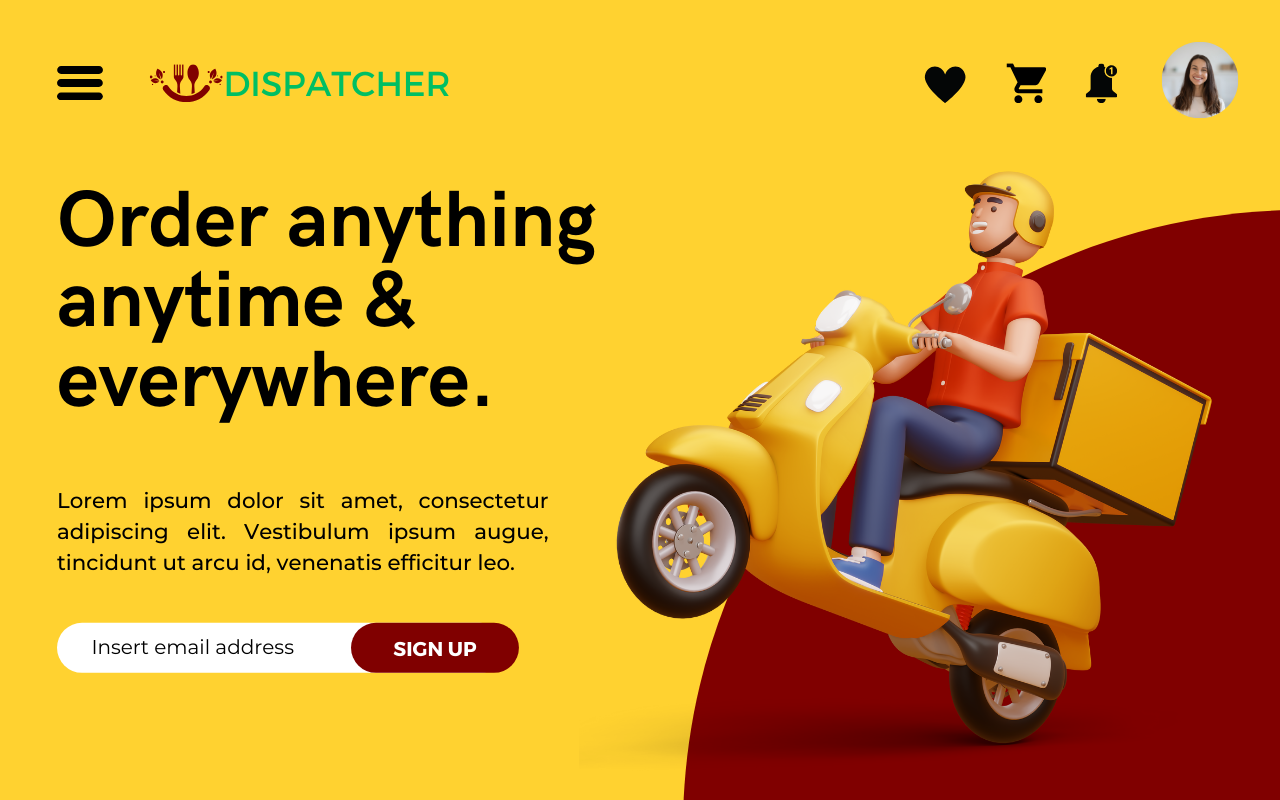 DISPATCHER
1
Order anything
anytime &
everywhere.
Lorem ipsum dolor sit amet, consectetur
adipiscing elit. Vestibulum ipsum augue,
tincidunt ut arcu id, venenatis efficitur leo.
Insert email address
SIGN UP